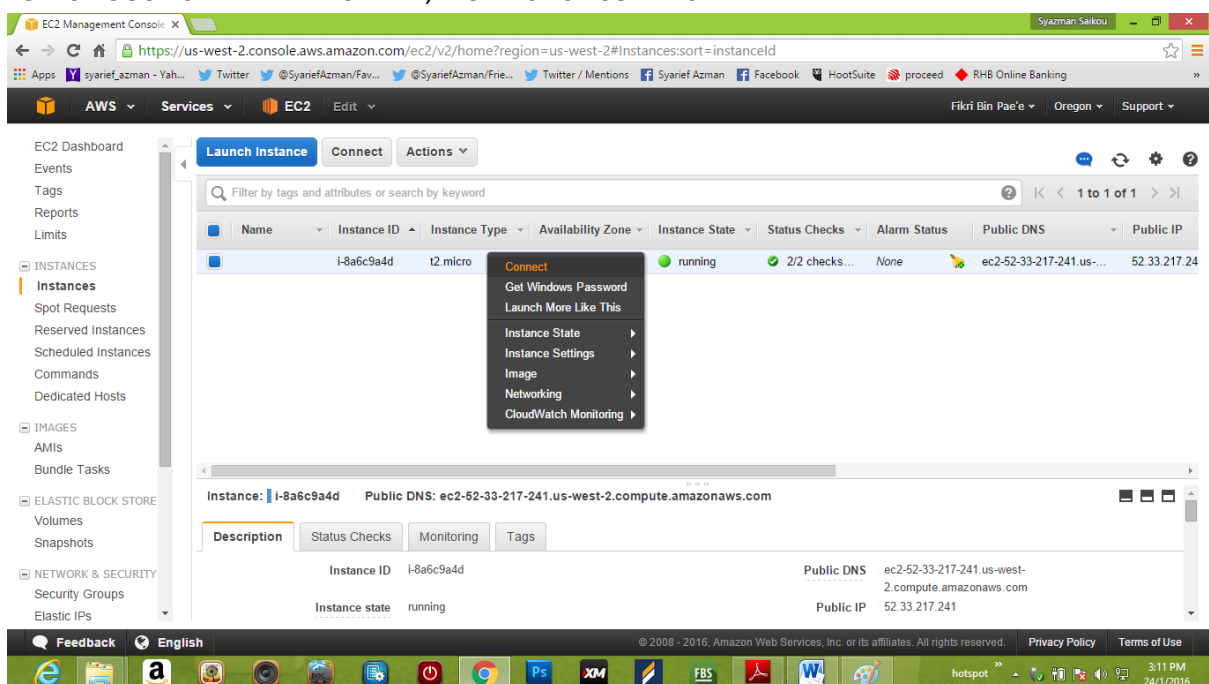 EC2 Management Console
Syazman Saikou
https://us-west-2.console.aws.amazon.com/ec2/v2/home?region=us-west-2#Instances:sort=instanceId
Apps syarief_azman - Yah... Twitter @SyariefAzman/Fav... @SyariefAzman/Frie... Twitter / Mentions Syarief Azman Facebook HootSuite proceed RHB Online Banking »
AWS Services EC2 Edit Fikri Bin Pae'e Oregon Support
EC2 Dashboard
Events
Tags
Reports
Limits
INSTANCES
Instances
Spot Requests
Reserved Instances
Scheduled Instances
Commands
Dedicated Hosts
IMAGES
AMIs
Bundle Tasks
ELASTIC BLOCK STORE
Volumes
Snapshots
NETWORK & SECURITY
Security Groups
Elastic IPs
Launch Instance Connect Actions
Filter by tags and attributes or search by keyword
1 to 1 of 1
Name Instance ID Instance Type Availability Zone Instance State Status Checks Alarm Status Public DNS Public IP
i-8a6c9a4d t2.micro running 2/2 checks... None ec2-52-33-217-241.us-... 52.33.217.24
Connect
Get Windows Password
Launch More Like This
Instance State
Instance Settings
Image
Networking
CloudWatch Monitoring
Instance: i-8a6c9a4d Public DNS: ec2-52-33-217-241.us-west-2.compute.amazonaws.com
Description Status Checks Monitoring Tags
Instance ID i-8a6c9a4d
Public DNS ec2-52-33-217-241.us-west-
2.compute.amazonaws.com
Instance state running
Public IP 52.33.217.241
Feedback English © 2008 - 2016, Amazon Web Services, Inc. or its affiliates. All rights reserved. Privacy Policy Terms of Use
a Ps XM FBS W hotspot » 3:11 PM
24/1/2016